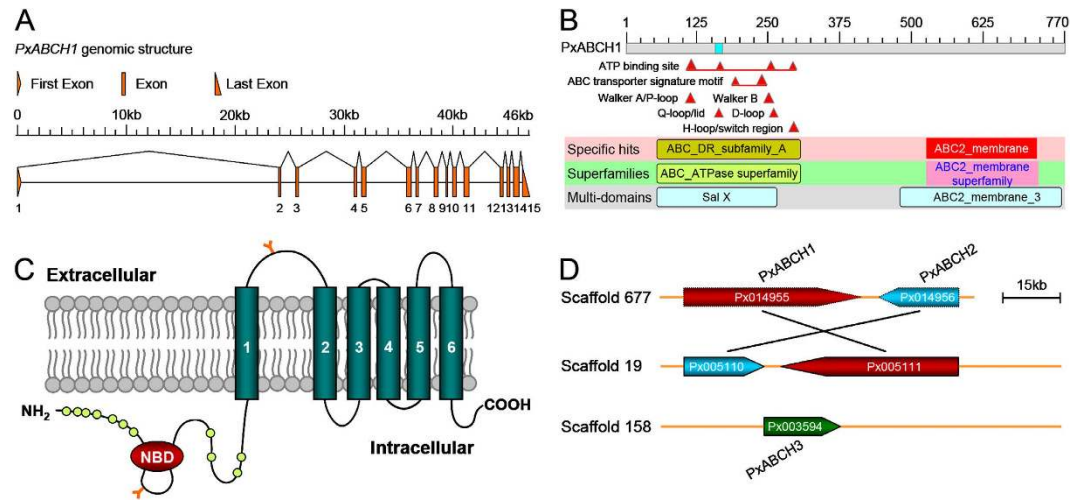 A
PxABCH1 genomic structure
First Exon
Exon
Last Exon
0
10kb
20kb
30kb
40kb
46kb
1
2
3
4
5
6
7
8
9
10
11
12
13
14
15
B
1
125
250
375
500
625
770
PxABCH1
ATP binding site
ABC transporter signature motif
Walker A/P-loop
Walker B
Q-loop/lid
D-loop
H-loop/switch region
Specific hits
ABC_DR_subfamily_A
ABC2_membrane
Superfamilies
ABC_ATPase superfamily
ABC2_membrane
superfamily
Multi-domains
Sal X
ABC2_membrane_3
C
Extracellular
1
2
3
4
5
6
NH2
NBD
COOH
Intracellular
D
PxABCH1
PxABCH2
15kb
Scaffold 677
Px014955
Px014956
Scaffold 19
Px005110
Px005111
Scaffold 158
Px003594
PxABCH3